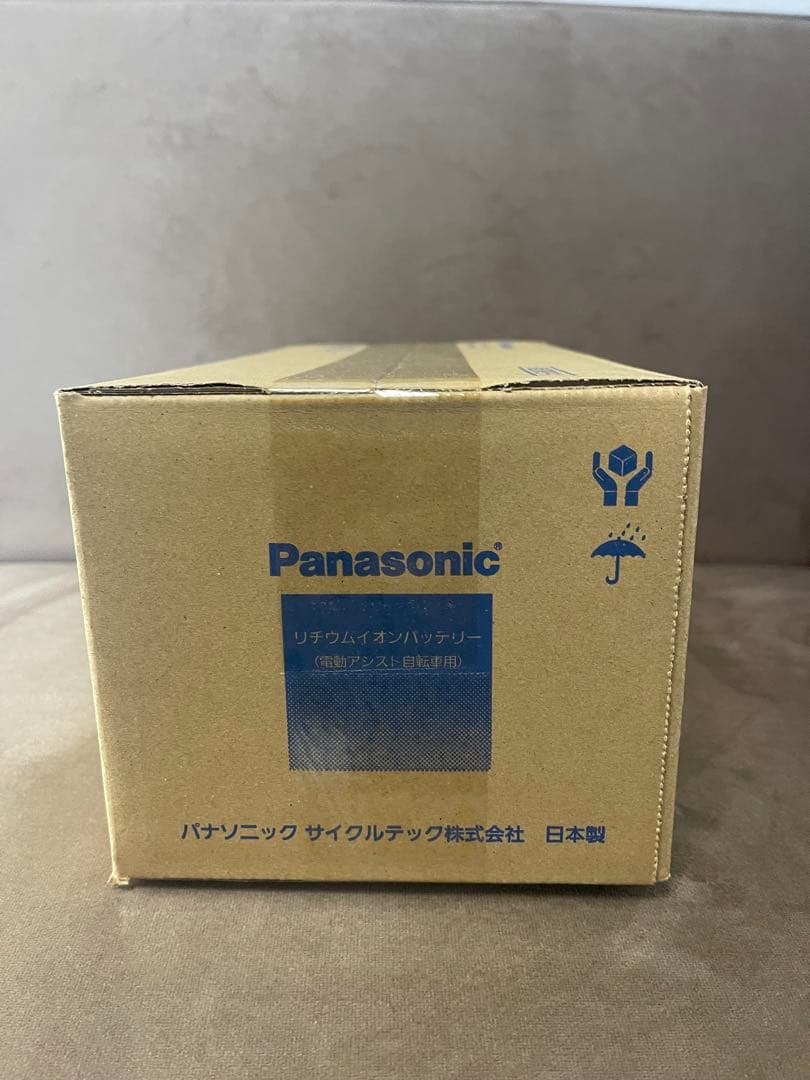 Panasonic®
リチウムイオンバッテリー
(電動アシスト自転車用)
パナソニック サイクルテック株式会社 日本製